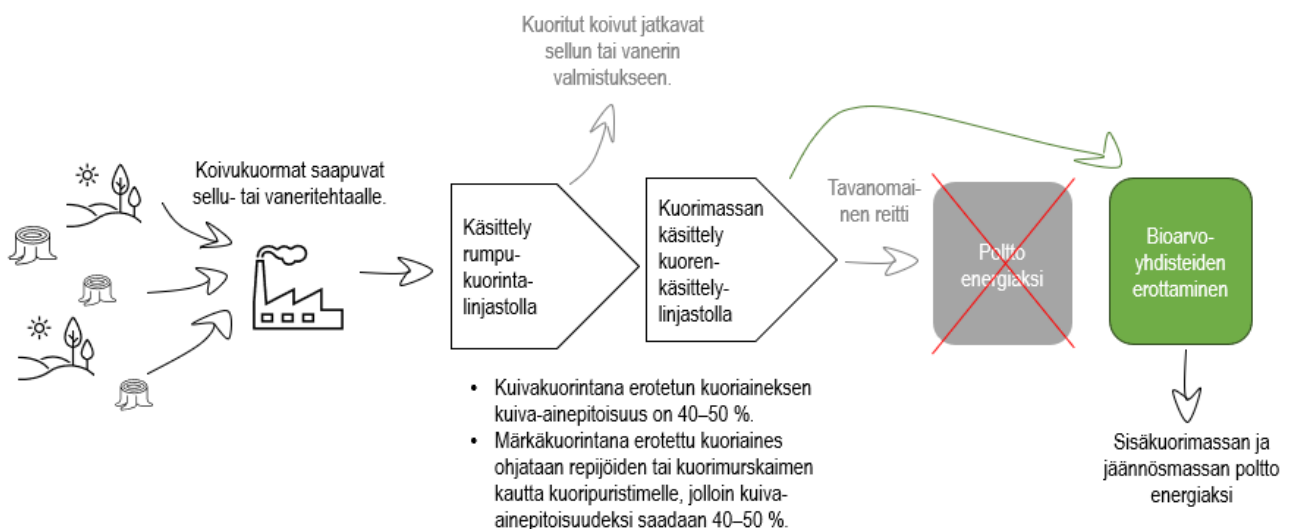 Kuoritut koivut jatkavat
sellun tai vanerin
valmistukseen.
Koivukuormat saapuvat
sellu- tai vaneritehtaalle.
Käsittely
rumpu-
kuorinta-
linjastolla
Kuorimassan
käsittely
kuoren-
käsittely-
linjastolla
Tavanomai-
nen reitti
Poltto
energiaksi
Bioarvo-
yhdisteiden
erottaminen
• Kuivakuorintana erotetun kuoriaineksen
kuiva-ainepitoisuus on 40–50 %.
• Märkäkuorintana erotettu kuoriaines
ohjataan repijöiden tai kuorimurskaimen
kautta kuoripuristimelle, jolloin kuiva-
ainepitoisuudeksi saadaan 40–50 %.
Sisäkuorimassan ja
jäännösmassan poltto
energiaksi